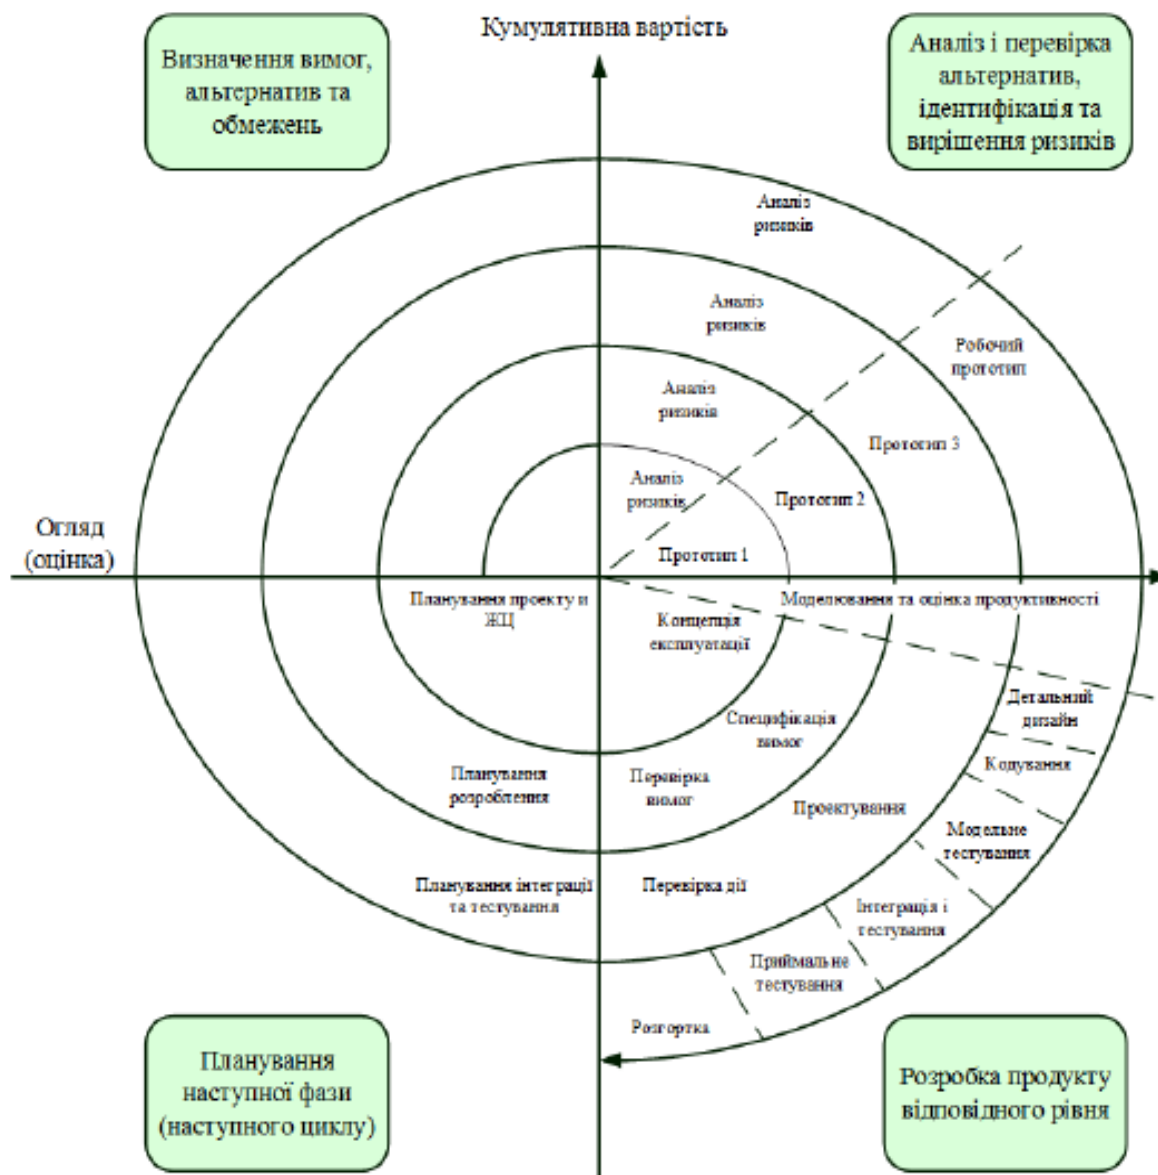 Кумулятивна вартість
Визначення вимог,
альтернатив та
обмежень
Аналіз і перевірка
альтернатив,
ідентифікація та
вирішення ризиків
Аналіз
ризиків
Аналіз
ризиків
Робочий
прототип
Аналіз
ризиків
Прототип 3
Аналіз
ризиків
Прототип 2
Огляд
(оцінка)
Прототип 1
Планування проекту и
ЖЦ
Моделювання та оцінка продуктивності
Концепція
експлуатації
Детальний
дизайн
Специфікація
вимог
Кодування
Планування
розроблення
Перевірка
вимог
Проектування
Модельне
тестування
Планування інтеграції
та тестування
Перевірка дії
Інтеграція і
тестування
Приймальне
тестування
Розгортка
Планування
наступної фази
(наступного циклу)
Розробка продукту
відповідного рівня